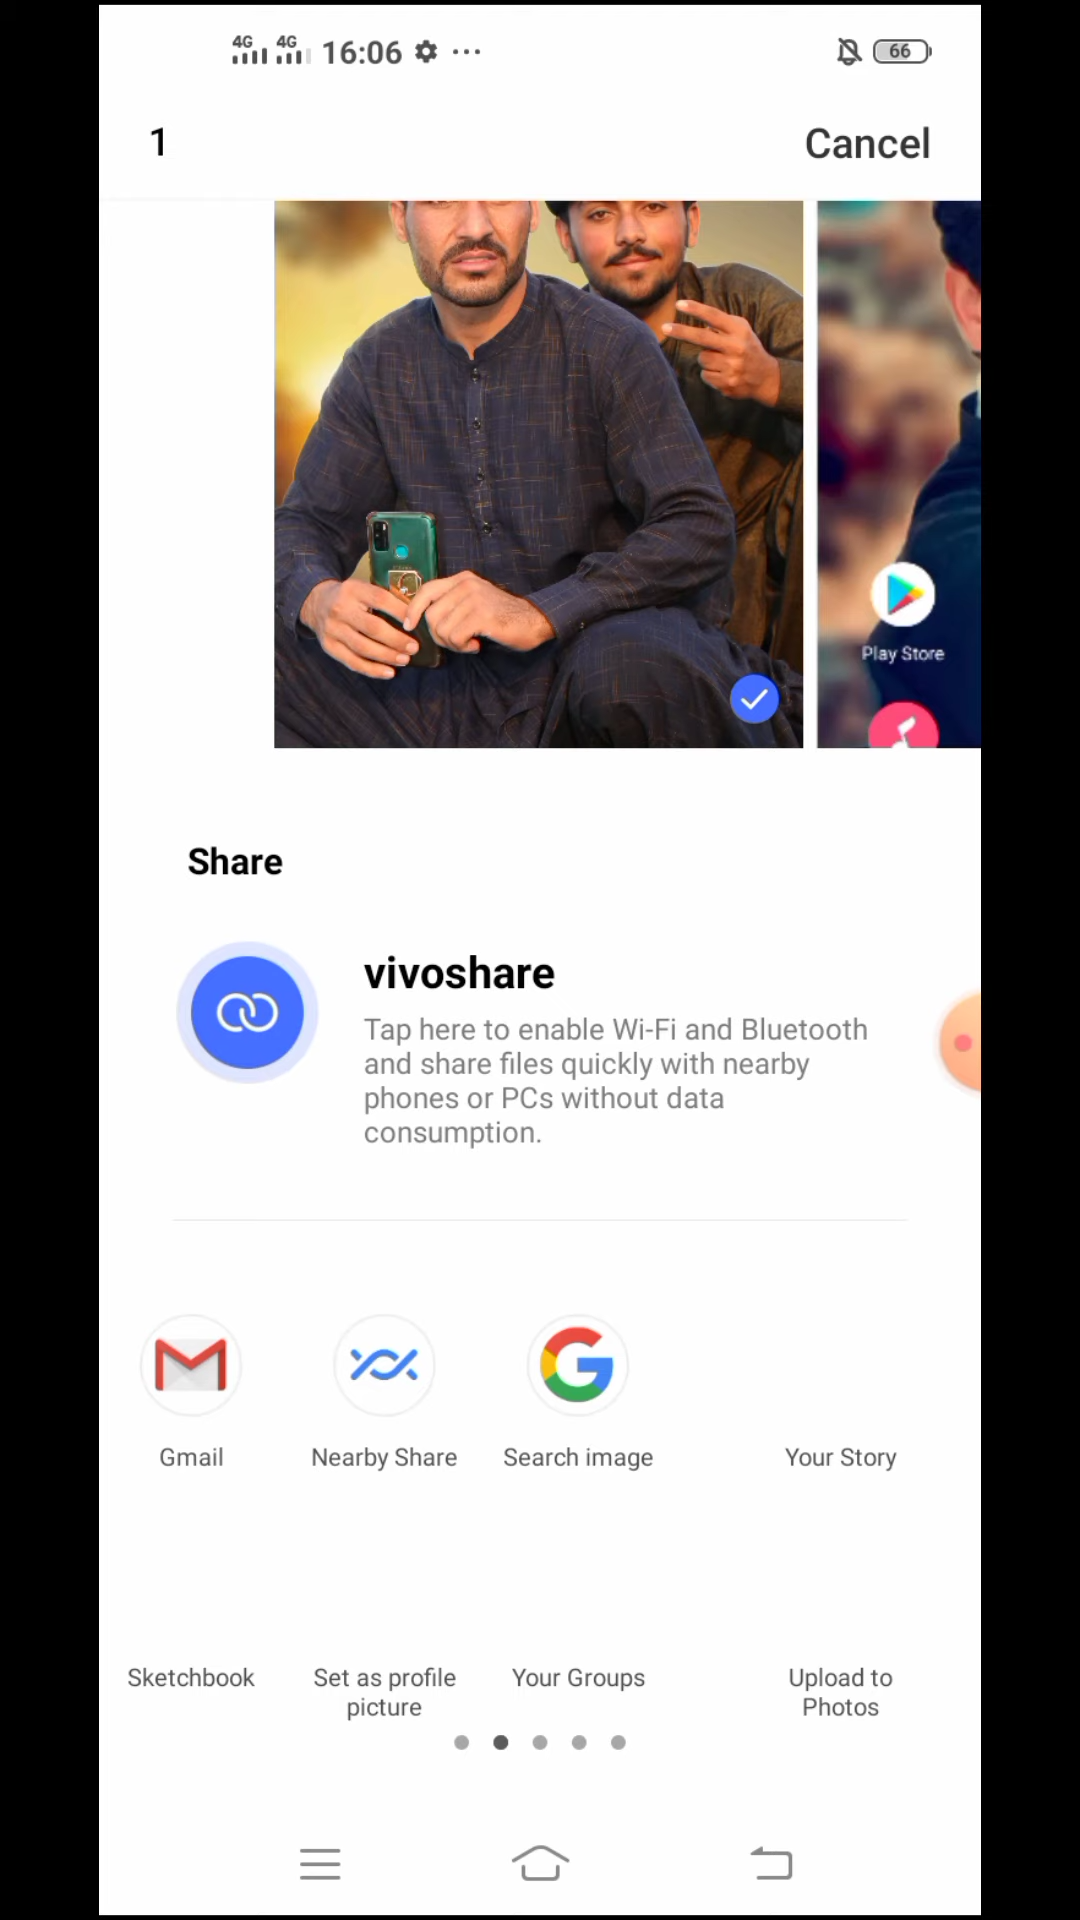 4G 4G 16:06 66
1 Cancel
Play Store
Share
vivoshare
Tap here to enable Wi-Fi and Bluetooth
and share files quickly with nearby
phones or PCs without data
consumption.
Gmail Nearby Share Search image Your Story
Sketchbook Set as profile Your Groups Upload to
picture Photos